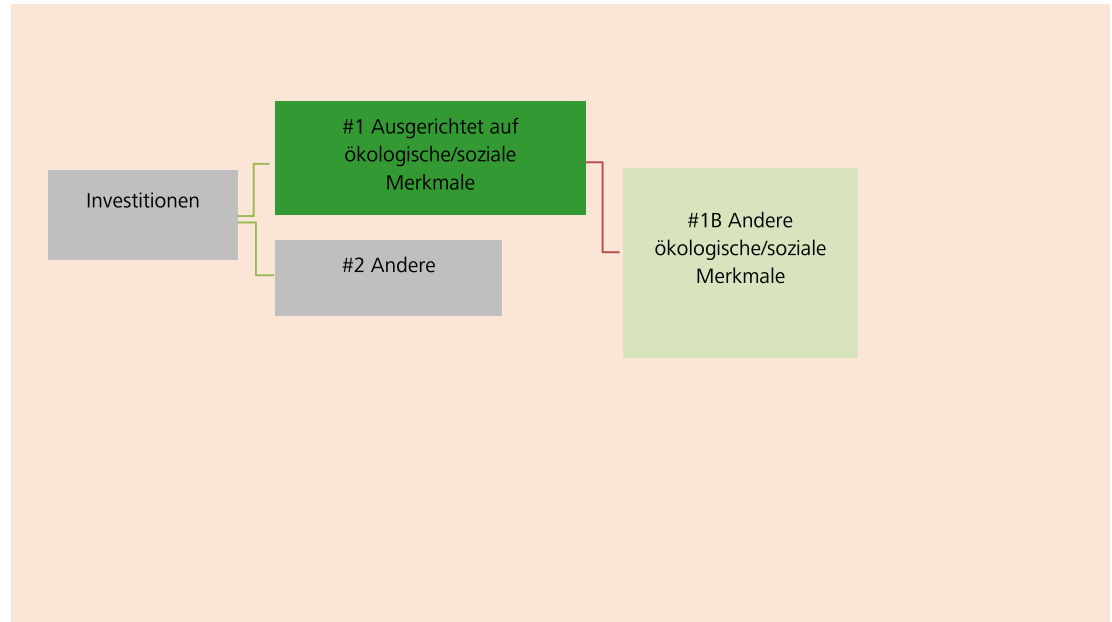 Investitionen
#1 Ausgerichtet auf
ökologische/soziale
Merkmale
#2 Andere
#1B Andere
ökologische/soziale
Merkmale